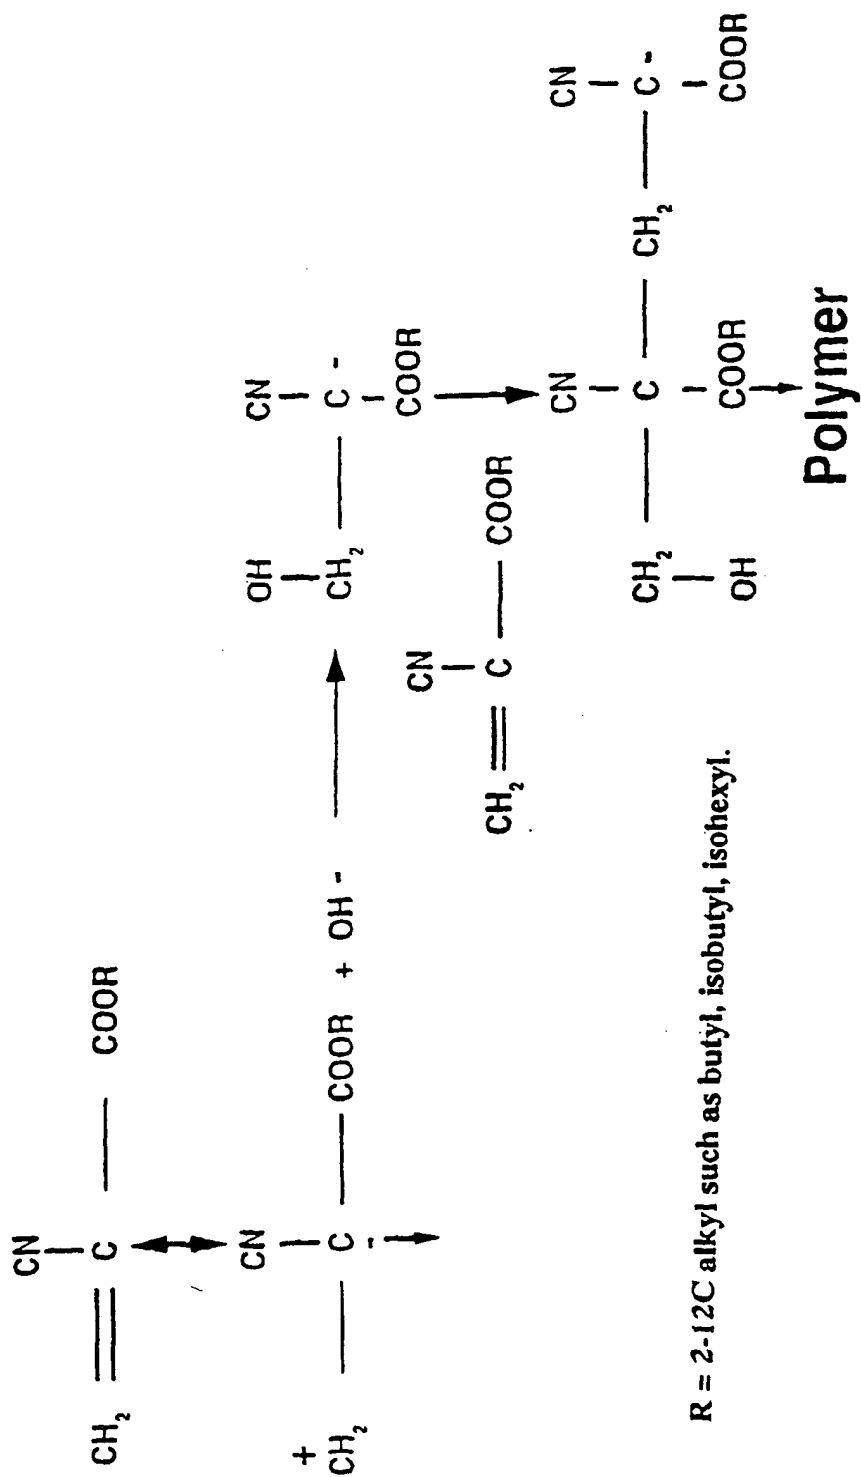 CN
CH2 C COOR
CN
+
CH2 C COOR + OH -
-
OH CN
CH2 C -
COOR
CN
CH2 C COOR
CN CN
CH2 C CH2 C -
OH COOR COOR
Polymer
R = 2-12C alkyl such as butyl, isobutyl, isohexyl.